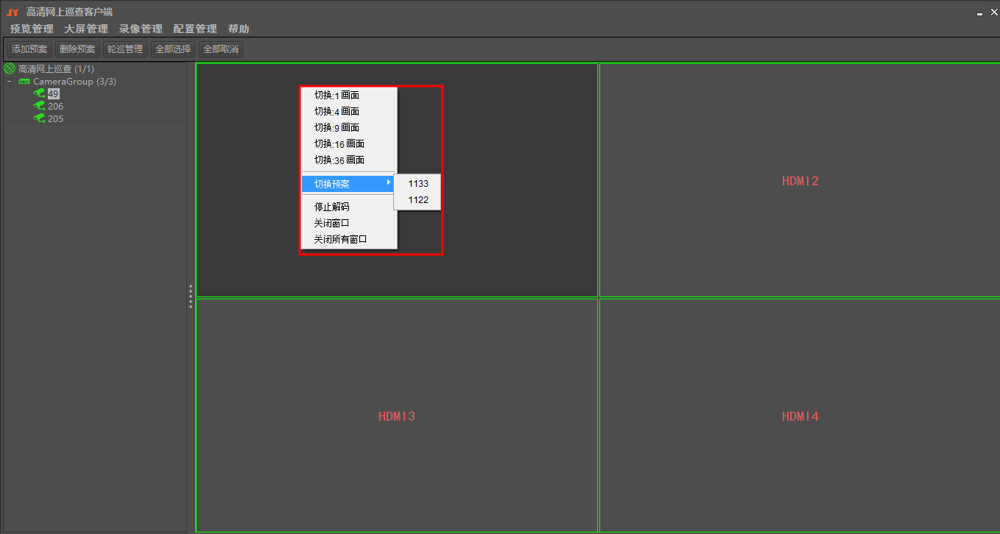 JY 高清网上巡查客户端
预览管理 大屏管理 录像管理 配置管理 帮助
添加预案 删除预案 轮巡管理 全部选择 全部取消
高清网上巡查 (1/1)
CameraGroup (3/3)
49
206
205
切换:1画面
切换:4画面
切换:9画面
切换:16画面
切换:36画面
切换预案
1133
1122
停止解码
关闭窗口
关闭所有窗口
HDMI2
HDMI3
HDMI4